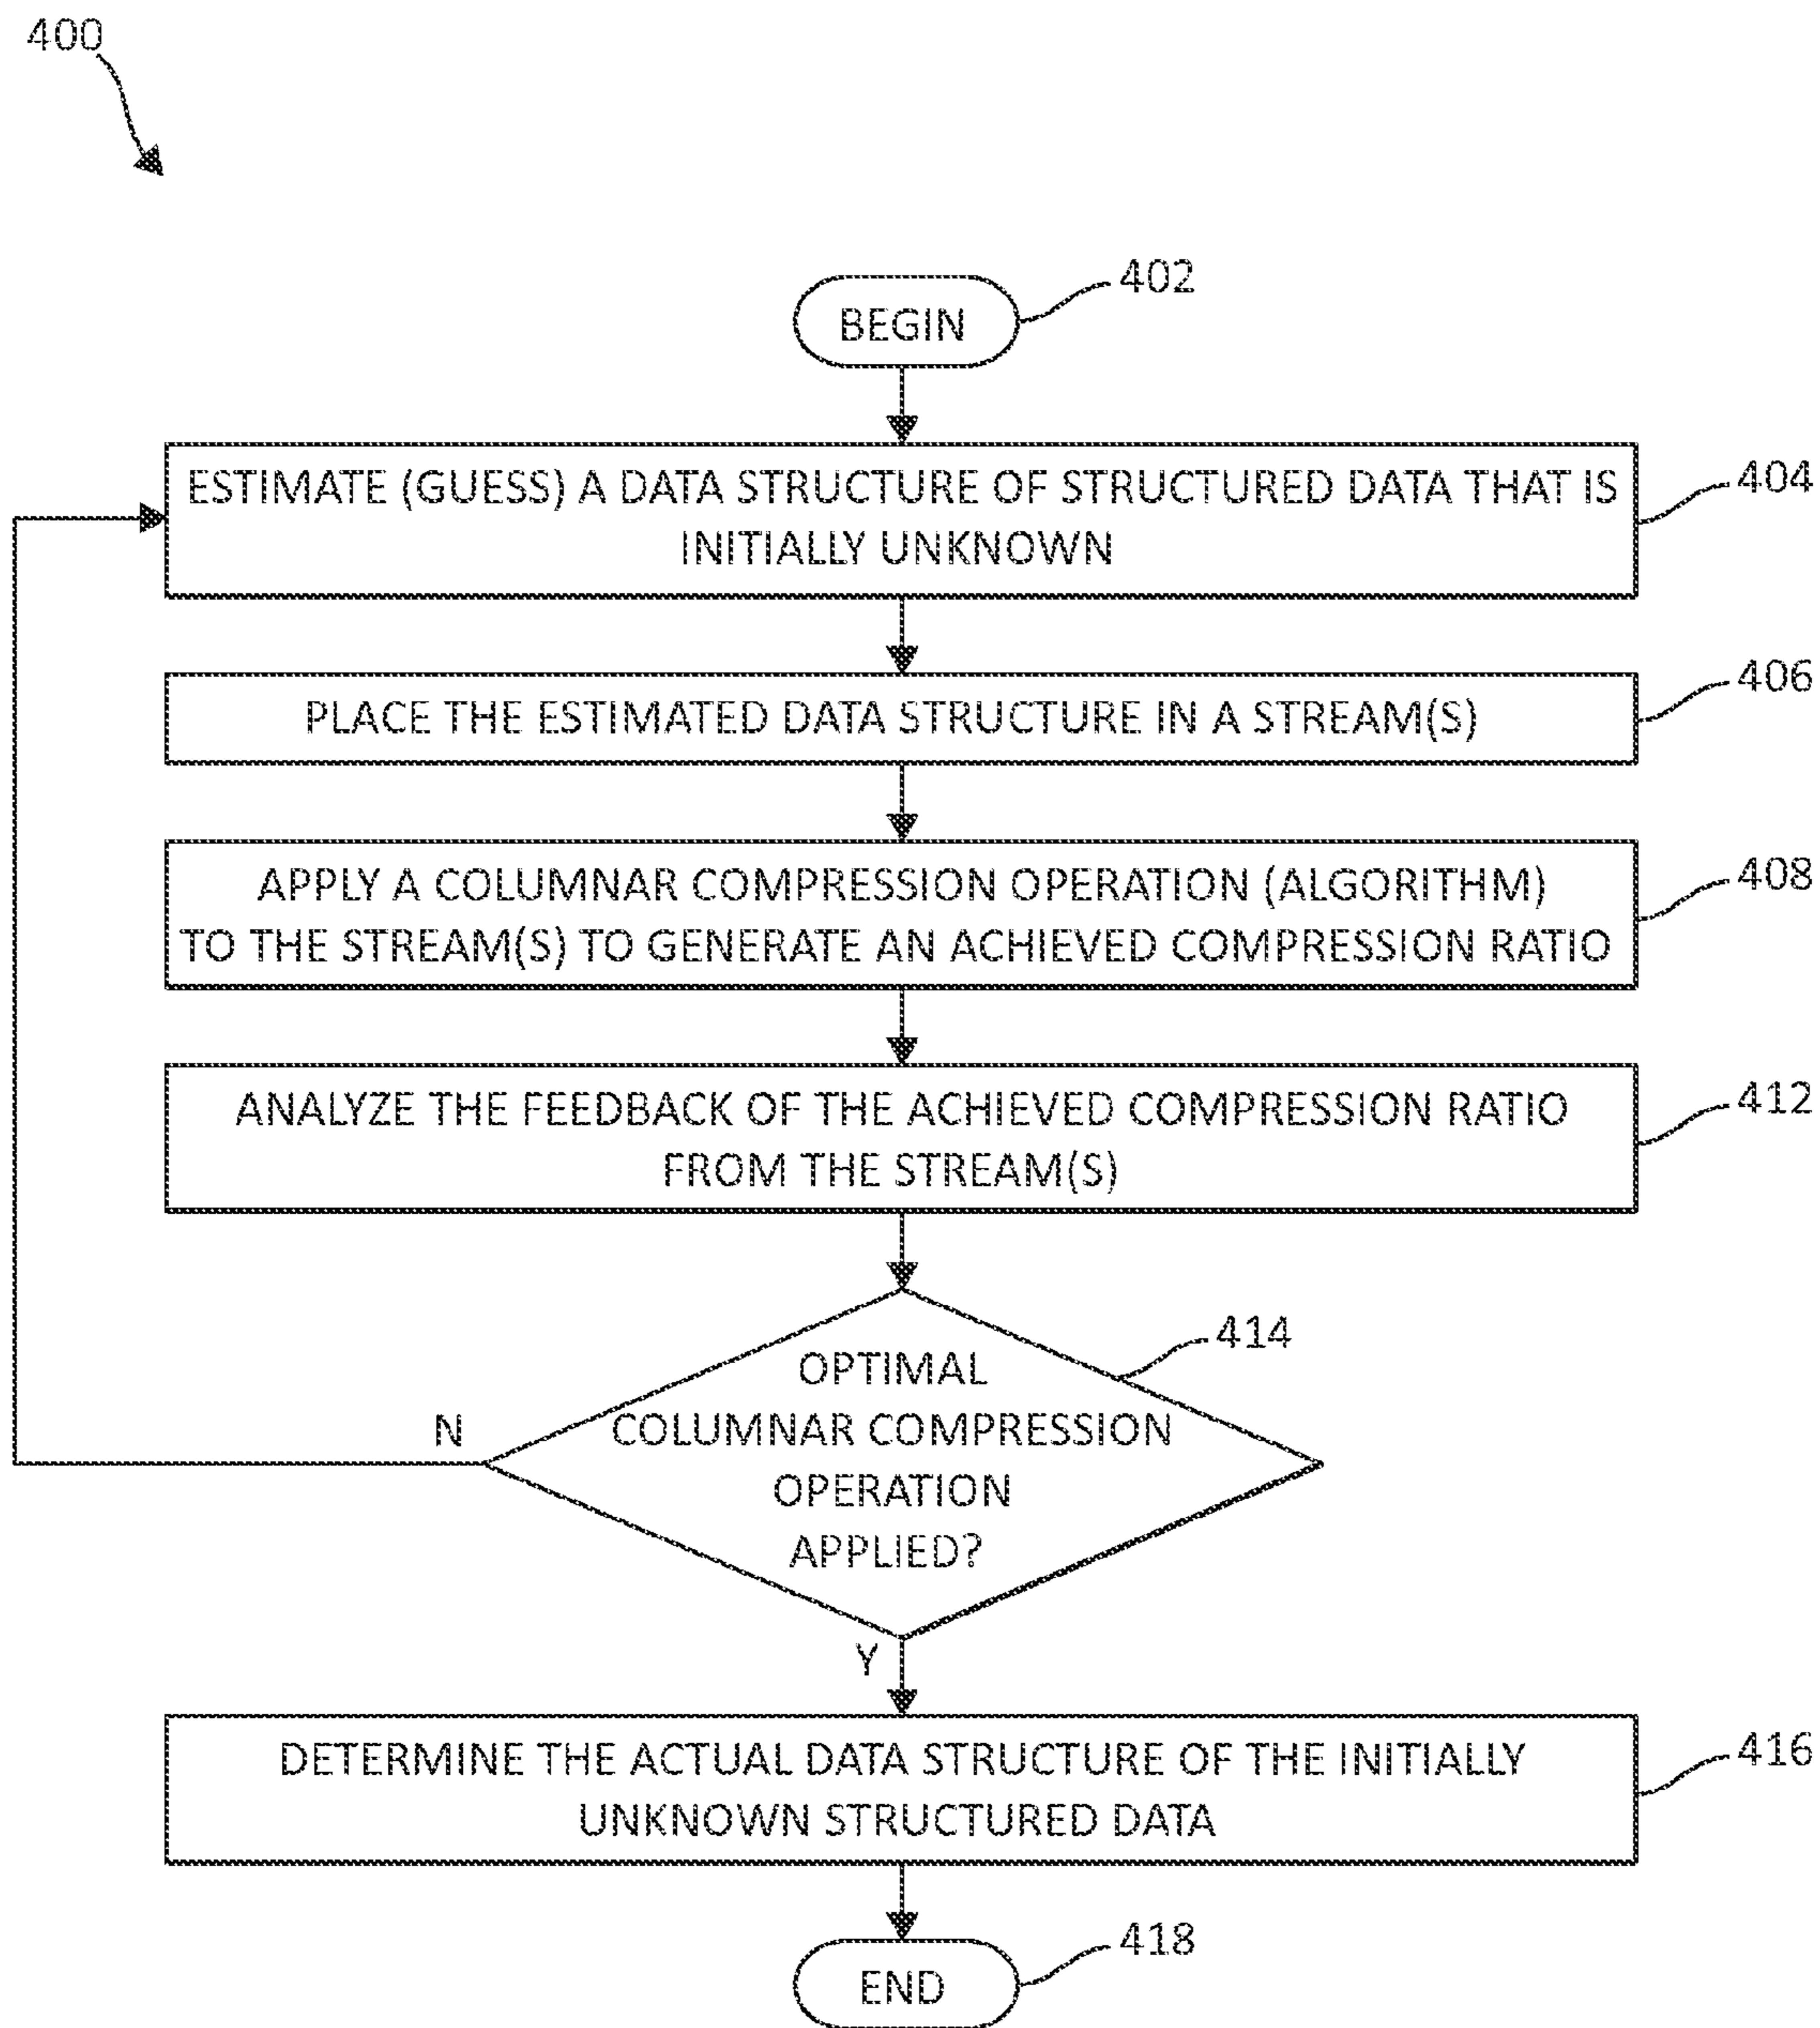 400
BEGIN
402
ESTIMATE (GUESS) A DATA STRUCTURE OF STRUCTURED DATA THAT IS
INITIALLY UNKNOWN
404
PLACE THE ESTIMATED DATA STRUCTURE IN A STREAM(S)
406
APPLY A COLUMNAR COMPRESSION OPERATION (ALGORITHM)
TO THE STREAM(S) TO GENERATE AN ACHIEVED COMPRESSION RATIO
408
ANALYZE THE FEEDBACK OF THE ACHIEVED COMPRESSION RATIO
FROM THE STREAM(S)
412
OPTIMAL
COLUMNAR COMPRESSION
OPERATION
APPLIED?
414
N
Y
DETERMINE THE ACTUAL DATA STRUCTURE OF THE INITIALLY
UNKNOWN STRUCTURED DATA
416
END
418